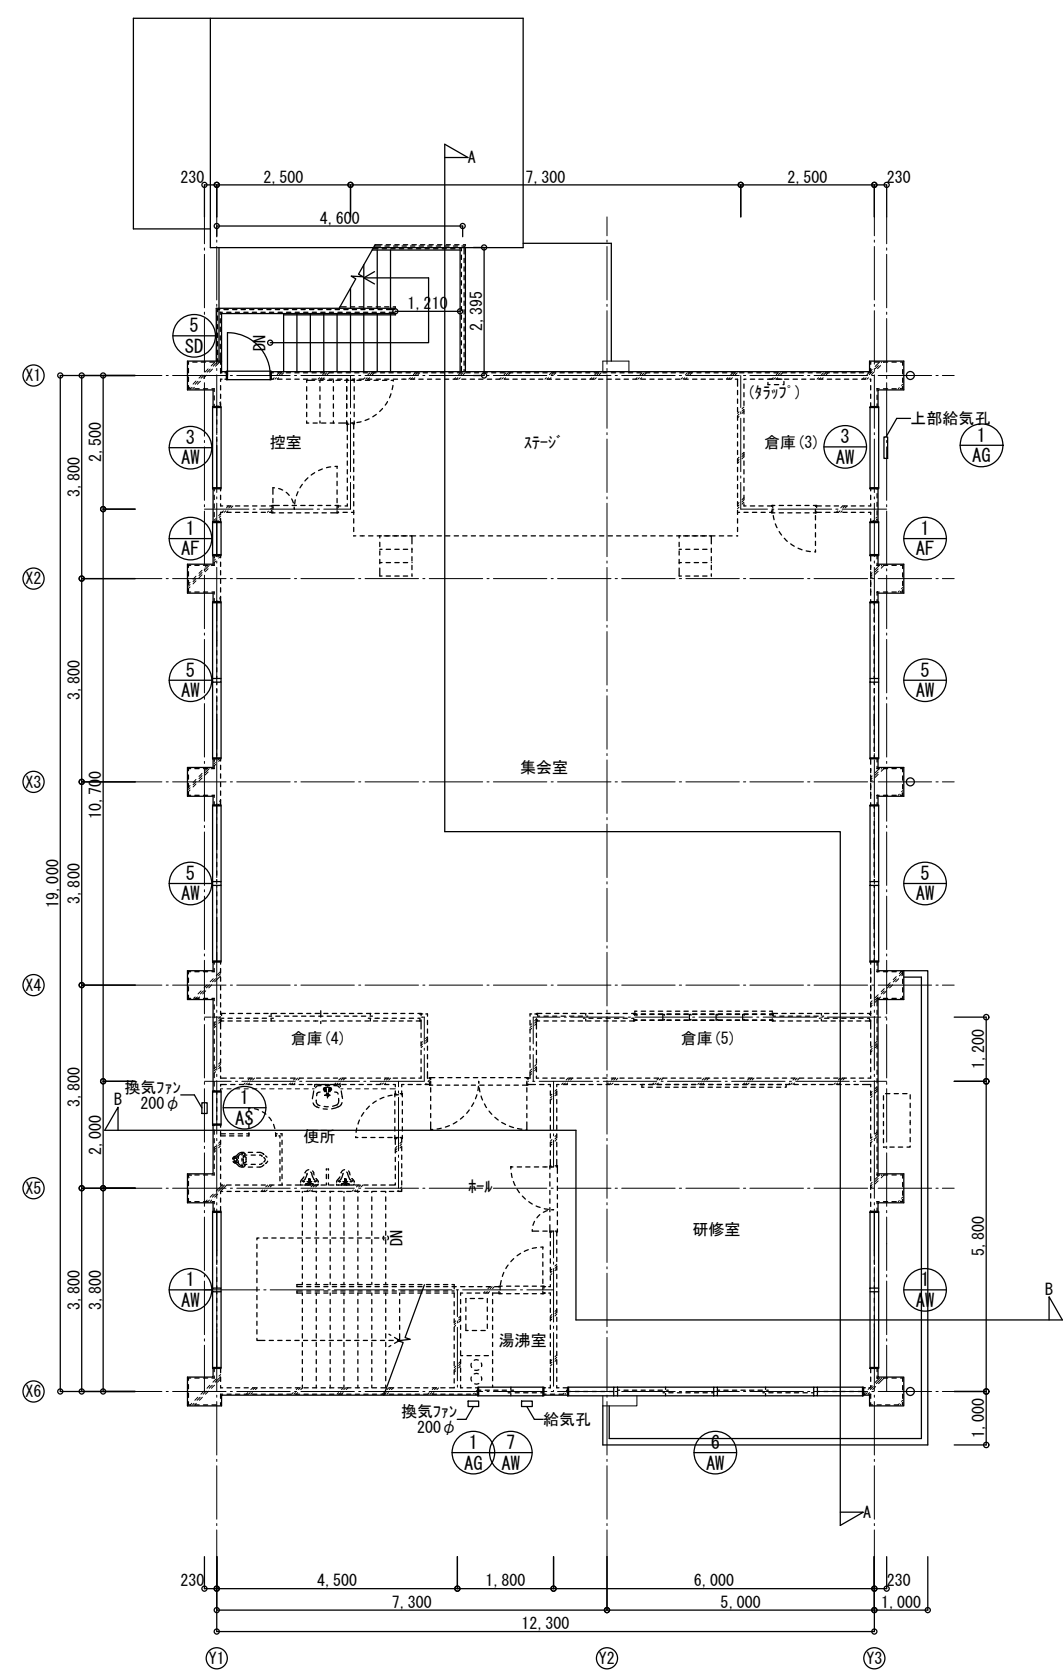 A
230
2,500
7,300
2,500
230
4,600
1,210
2,395
5
SD
DN
X1
(ﾀﾗｯﾌﾟ)
上部給気孔
3
AW
控室
ｽﾃｰｼﾞ
倉庫(3)
3
AW
1
AG
2,500
3,800
1
AF
1
AF
X2
5
AW
5
AW
3,800
集会室
X3
10,700
19,000
3,800
5
AW
5
AW
X4
倉庫(4)
倉庫(5)
1,200
3,800
換気ﾌｧﾝ
200φ
B
1
AS
2,000
便所
X5
ﾎｰﾙ
研修室
DN
5,800
3,800
3,800
1
AW
1
AW
B
湯沸室
X6
換気ﾌｧﾝ
200φ
給気孔
1,000
1
AG
7
AW
6
AW
A
230
4,500
1,800
6,000
230
7,300
5,000
1,000
12,300
Y1
Y2
Y3